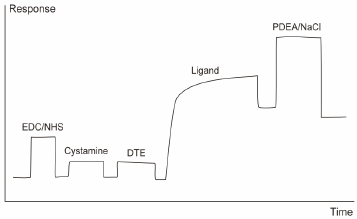 Response
PDEA/NaCl
Ligand
EDC/NHS
Cystamine
DTE
Time